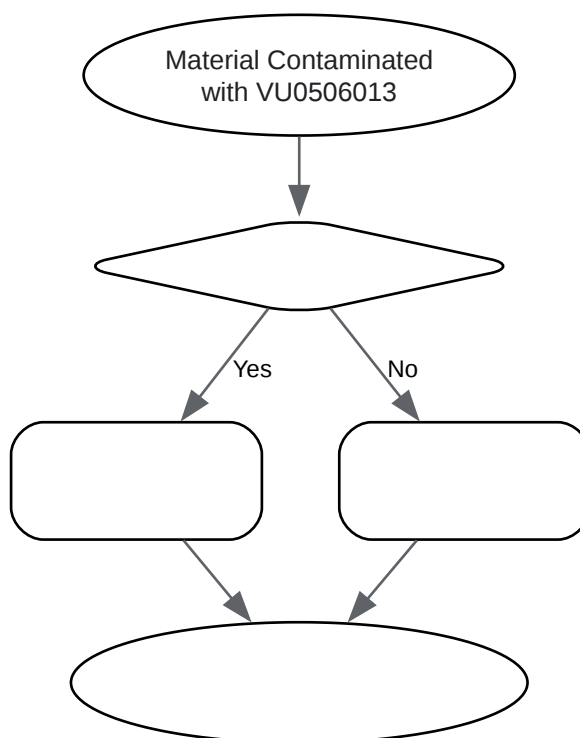 Material Contaminated
with VU0506013
Yes
No